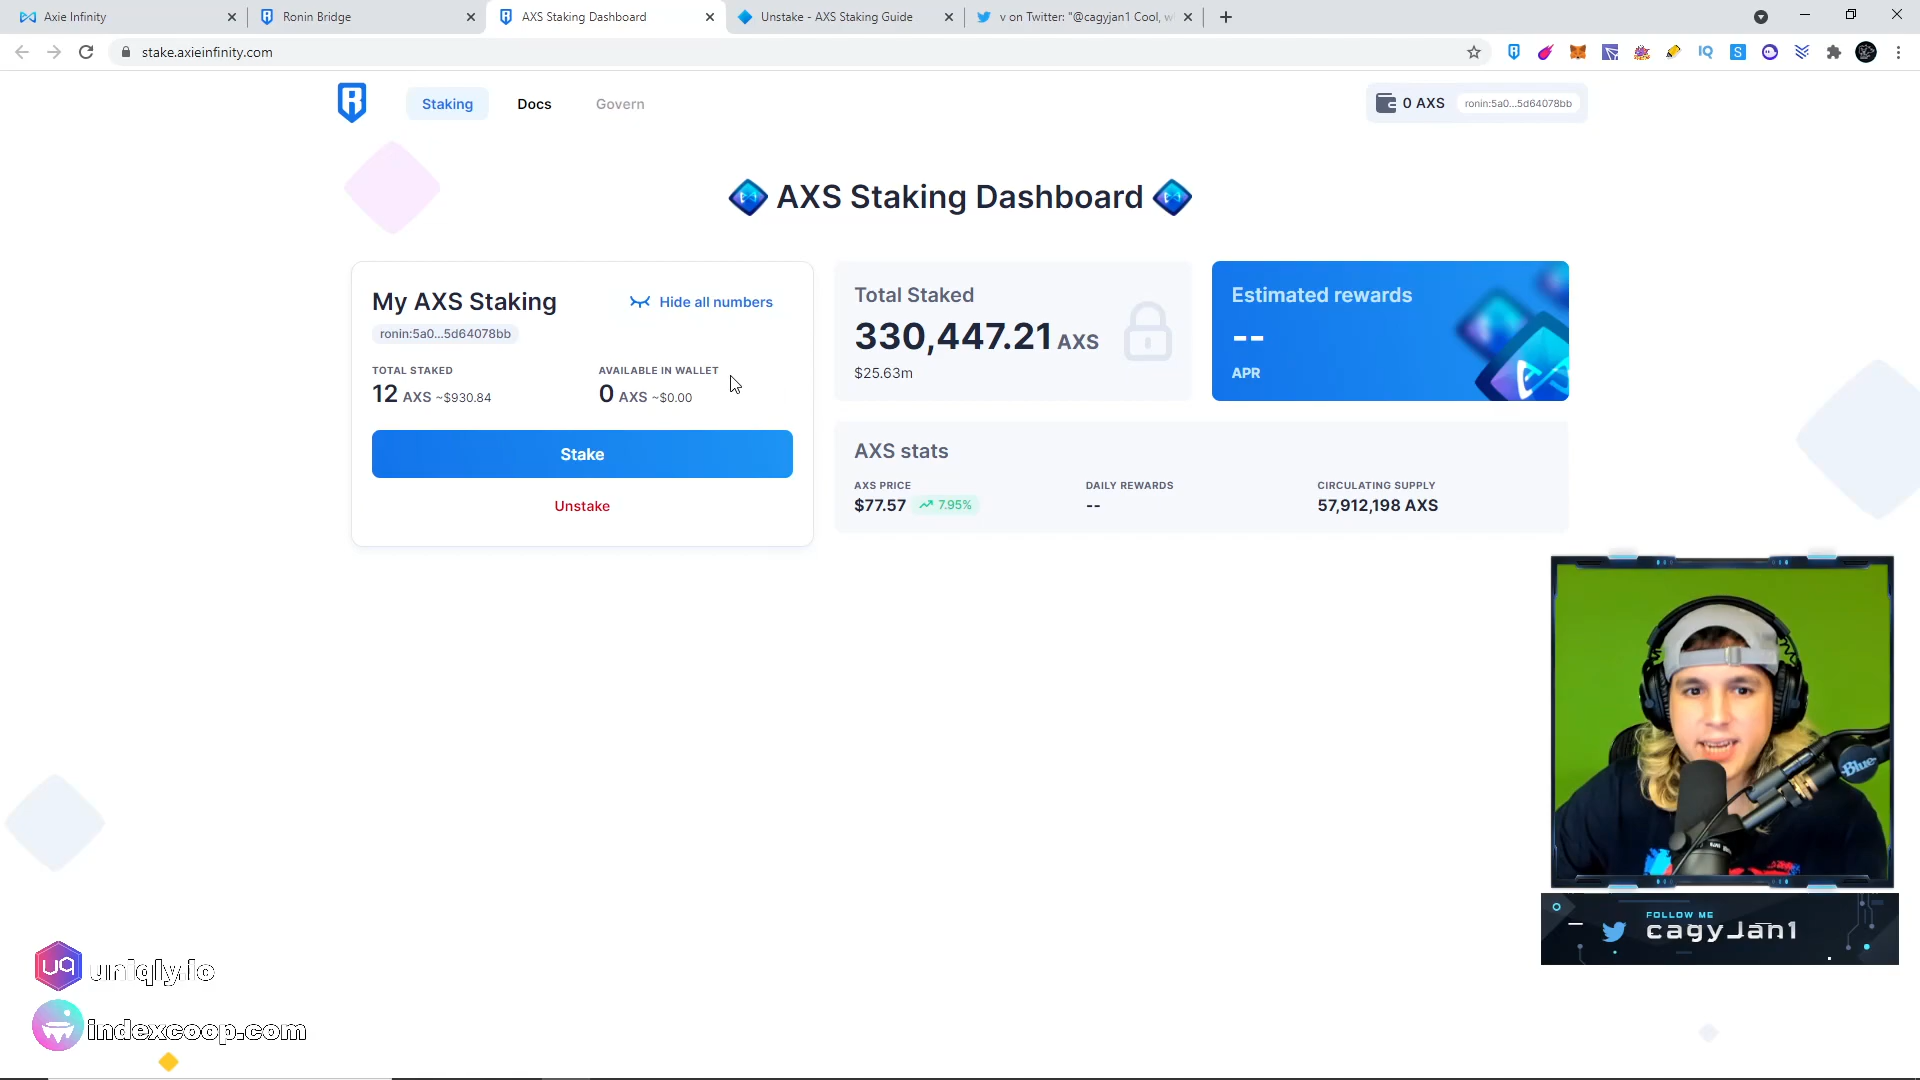 Axie Infinity
Ronin Bridge
AXS Staking Dashboard
Unstake - AXS Staking Guide
v on Twitter: "@cagyjan1 Cool, w
stake.axieinfinity.com
IQ
S
Staking
Docs
Govern
0 AXS
ronin:5a0...5d64078bb
AXS Staking Dashboard
My AXS Staking
Hide all numbers
ronin:5a0...5d64078bb
TOTAL STAKED
AVAILABLE IN WALLET
12 AXS ~$930.84
0 AXS ~$0.00
Stake
Unstake
Total Staked
330,447.21 AXS
$25.63m
Estimated rewards
--
APR
AXS stats
AXS PRICE
DAILY REWARDS
CIRCULATING SUPPLY
$77.57
7.95%
--
57,912,198 AXS
Blue
FOLLOW ME
cagyJan1
uq
uniqly.io
indexcoop.com